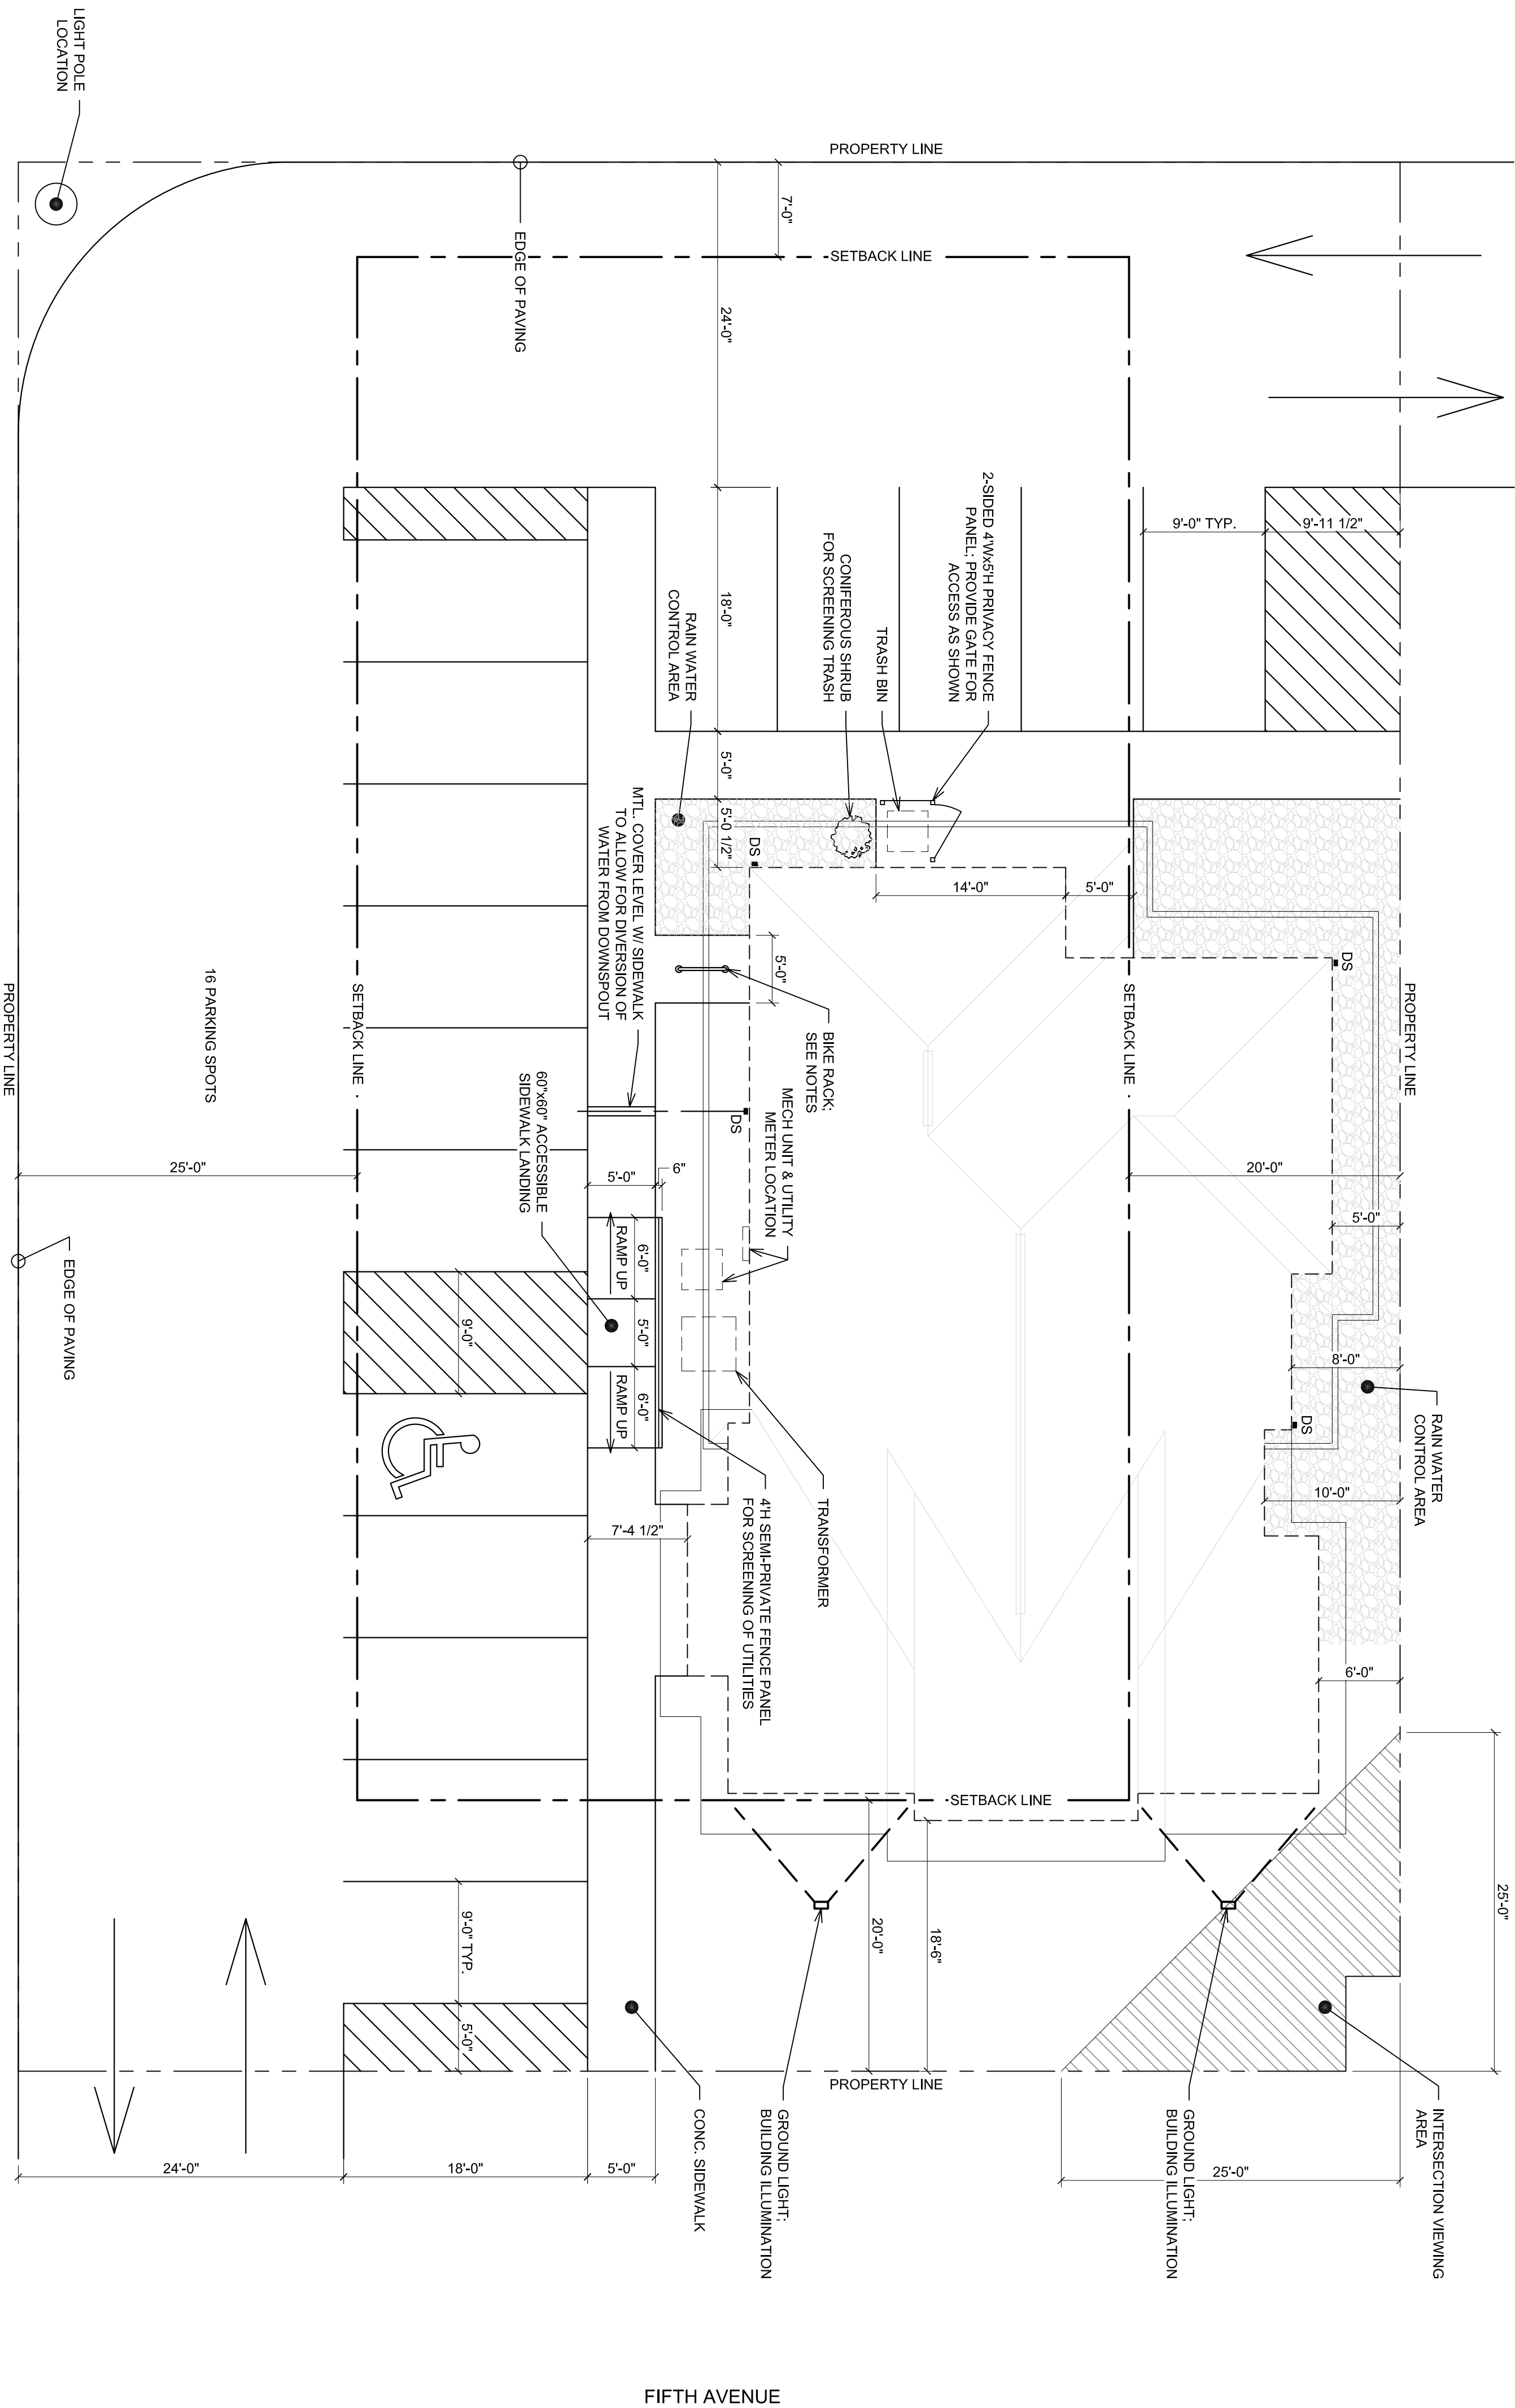 LIGHT POLE
LOCATION
PROPERTY LINE
7'-0"
SETBACK LINE
EDGE OF PAVING
24'-0"
2-SIDED 4'Wx5'H PRIVACY FENCE
PANEL; PROVIDE GATE FOR
ACCESS AS SHOWN
9'-0" TYP.
9'-11 1/2"
CONIFEROUS SHRUB
FOR SCREENING TRASH
TRASH BIN
18'-0"
RAIN WATER
CONTROL AREA
5'-0"
5'-0 1/2"
MTL. COVER LEVEL W/ SIDEWALK
TO ALLOW FOR DIVERSION OF
WATER FROM DOWNSPOUT
DS
14'-0"
5'-0"
5'-0"
DS
PROPERTY LINE
16 PARKING SPOTS
SETBACK LINE
SETBACK LINE
PROPERTY LINE
BIKE RACK;
SEE NOTES
MECH UNIT & UTILITY
METER LOCATION
DS
60"x60" ACCESSIBLE
SIDEWALK LANDING
25'-0"
5'-0"
6"
20'-0"
5'-0"
EDGE OF PAVING
6'-0"
RAMP UP
9'-0"
5'-0"
6'-0"
RAMP UP
8'-0"
DS
RAIN WATER
CONTROL AREA
10'-0"
TRANSFORMER
4'H SEMI-PRIVATE FENCE PANEL
FOR SCREENING OF UTILITIES
7'-4 1/2"
6'-0"
SETBACK LINE
25'-0"
20'-0"
18'-6"
9'-0" TYP.
5'-0"
PROPERTY LINE
CONC. SIDEWALK
GROUND LIGHT;
BUILDING ILLUMINATION
GROUND LIGHT;
BUILDING ILLUMINATION
INTERSECTION VIEWING
AREA
24'-0"
18'-0"
5'-0"
25'-0"
FIFTH AVENUE